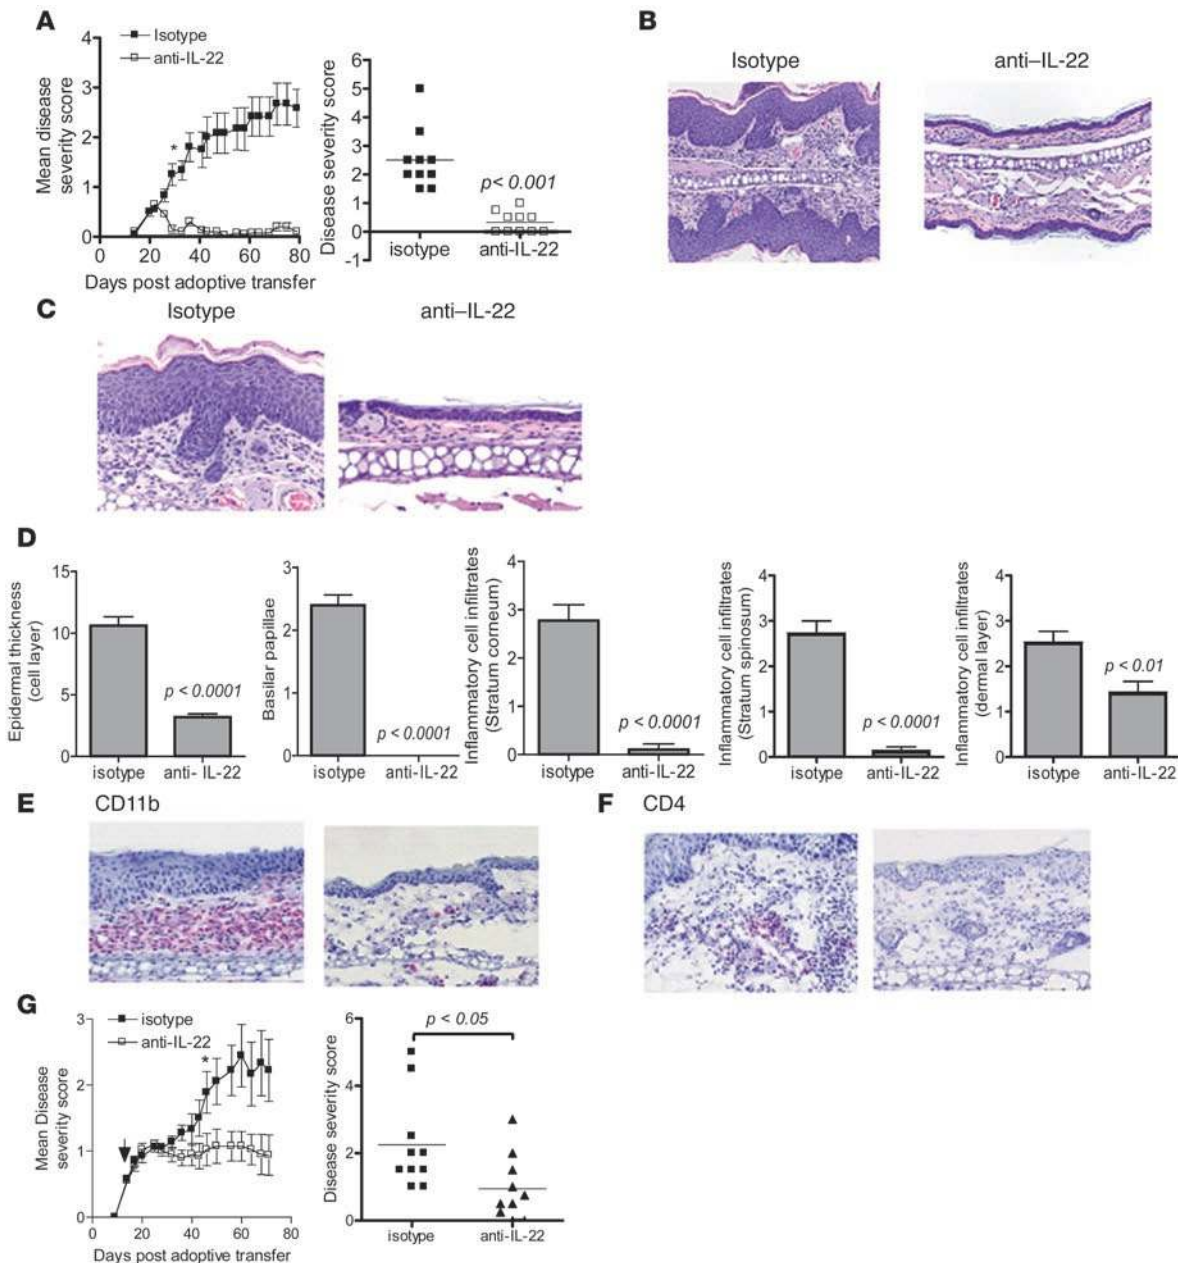 A
Isotype
anti-IL-22
Mean disease
severity score
4
3
2
1
0
0
20
40
60
80
Days post adoptive transfer
Disease severity score
6
5
4
3
2
1
0
-1
p< 0.001
isotype
anti-IL-22
*
B
Isotype
anti–IL-22
C
Isotype
anti–IL-22
D
Epidermal thickness
(cell layer)
15
10
5
0
p < 0.0001
isotype
anti- IL-22
Basilar papillae
3
2
1
0
p < 0.0001
isotype
anti-IL-22
Inflammatory cell infiltrates
(Stratum corneum)
4
3
2
1
0
p < 0.0001
isotype
anti-IL-22
Inflammatory cell infiltrates
(Stratum spinosum)
4
3
2
1
0
p < 0.0001
isotype
anti-IL-22
Inflammatory cell infiltrates
(dermal layer)
4
3
2
1
0
p < 0.01
isotype
anti-IL-22
E
CD11b
F
CD4
G
isotype
anti-IL-22
Mean Disease
severity score
3
2
1
0
*
0
20
40
60
80
Days post adoptive transfer
Disease severity score
6
4
2
0
p < 0.05
isotype
anti-IL-22